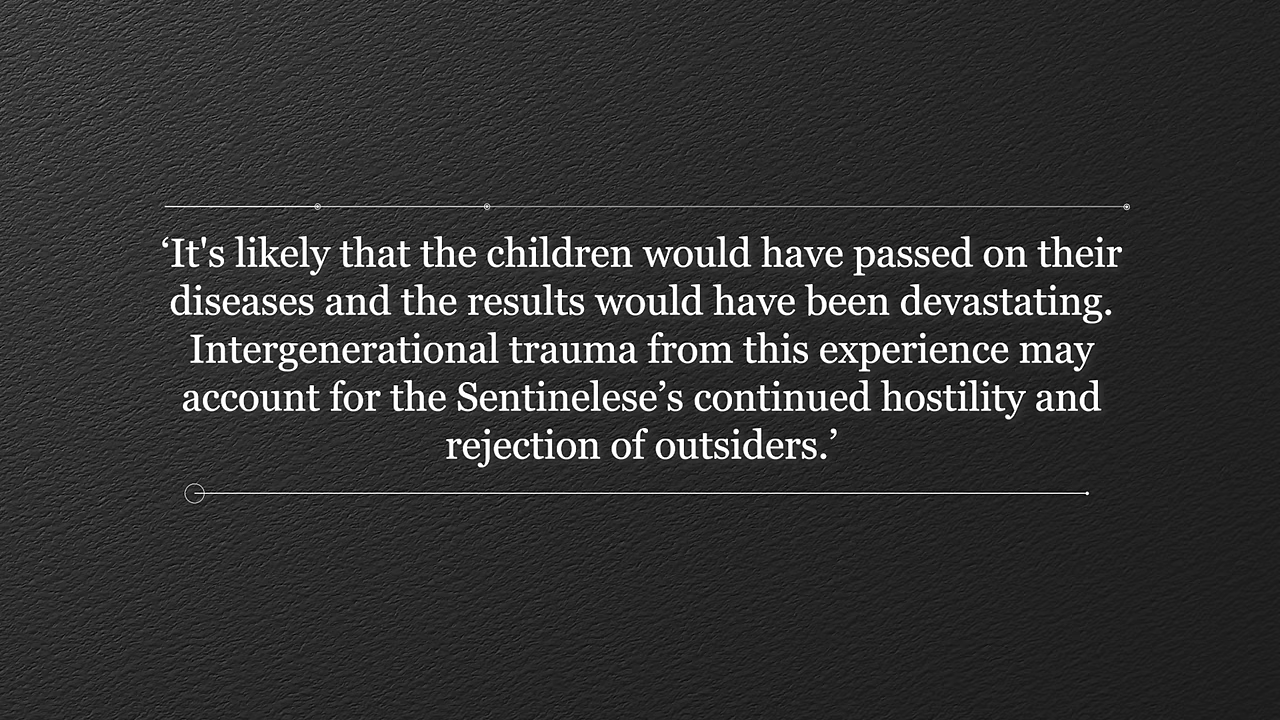 ‘It's likely that the children would have passed on their
diseases and the results would have been devastating.
Intergenerational trauma from this experience may
account for the Sentinelese’s continued hostility and
rejection of outsiders.’